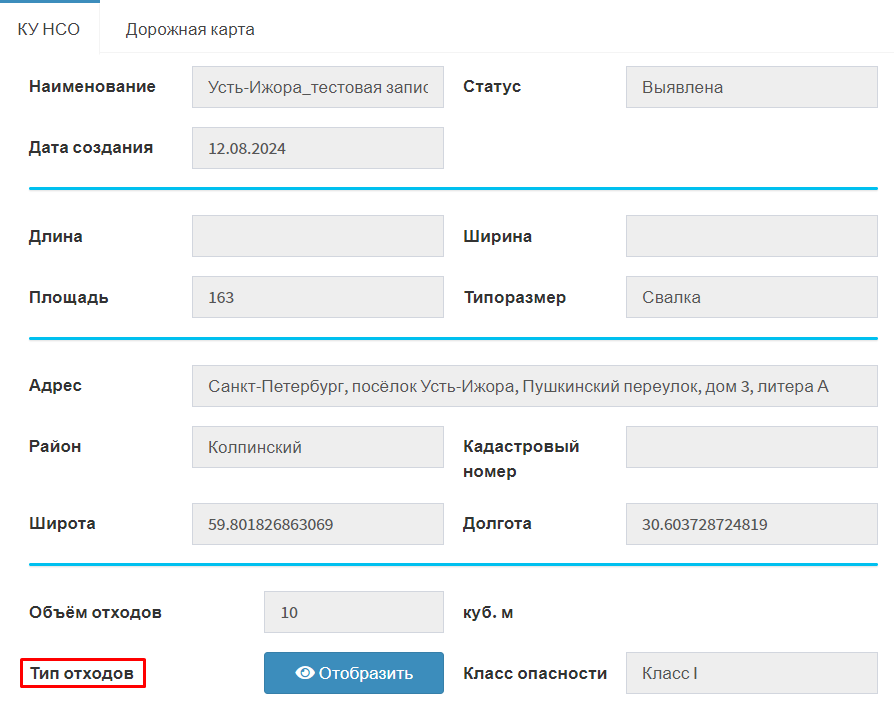 КУ НСО Дорожная карта
Наименование Усть-Ижора_тестовая запис Статус Выявлена
Дата создания 12.08.2024
Длина Ширина
Площадь 163 Типоразмер Свалка
Адрес Санкт-Петербург, посёлок Усть-Ижора, Пушкинский переулок, дом 3, литера А
Район Колпинский Кадастровый номер
Широта 59.801826863069 Долгота 30.603728724819
Объём отходов 10 куб. м
Тип отходов Отобразить Класс опасности Класс I